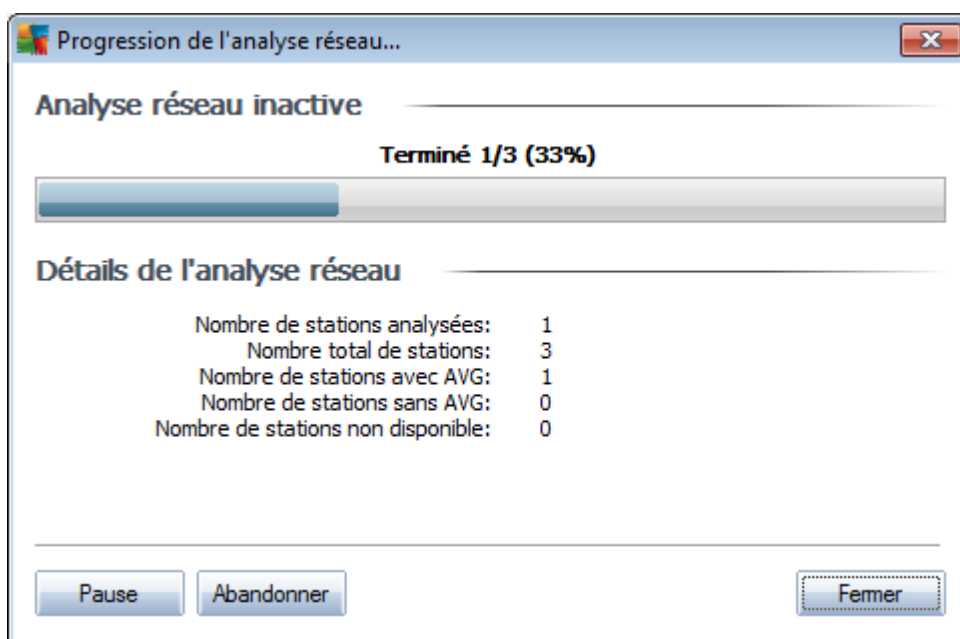 Progression de l'analyse réseau...
Analyse réseau inactive
Terminé 1/3 (33%)
Détails de l'analyse réseau
Nombre de stations analysées: 1
Nombre total de stations: 3
Nombre de stations avec AVG: 1
Nombre de stations sans AVG: 0
Nombre de stations non disponible: 0
Pause Abandonner Fermer